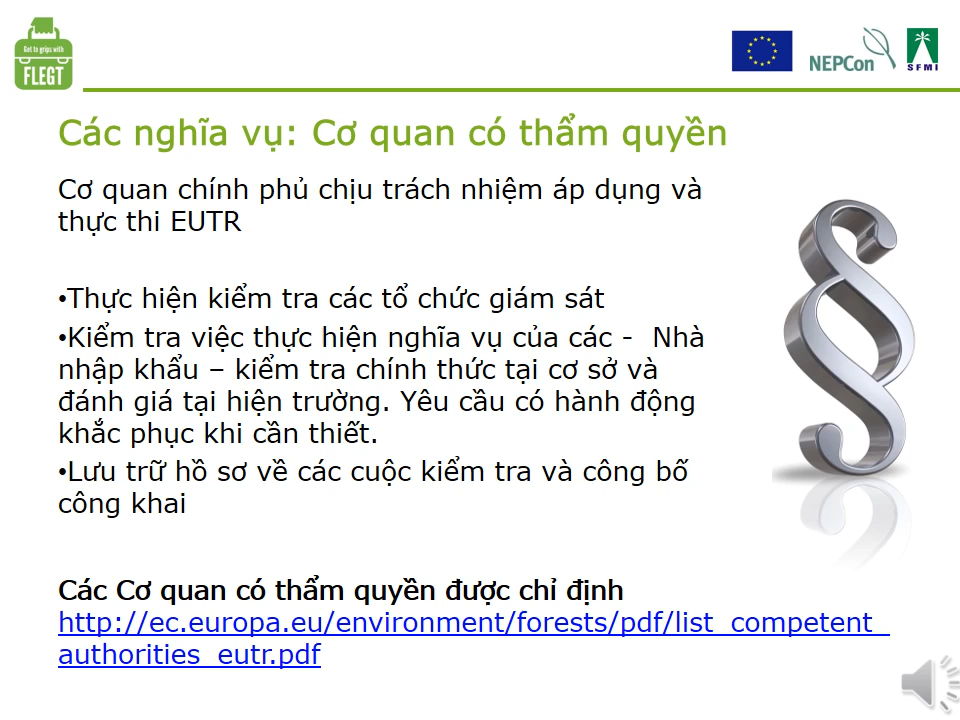 Get to grips with
FLEGT
NEPCon
SFMI
Các nghĩa vụ: Cơ quan có thẩm quyền
Cơ quan chính phủ chịu trách nhiệm áp dụng và
thực thi EUTR
•Thực hiện kiểm tra các tổ chức giám sát
•Kiểm tra việc thực hiện nghĩa vụ của các -  Nhà
nhập khẩu – kiểm tra chính thức tại cơ sở và
đánh giá tại hiện trường. Yêu cầu có hành động
khắc phục khi cần thiết.
•Lưu trữ hồ sơ về các cuộc kiểm tra và công bố
công khai
Các Cơ quan có thẩm quyền được chỉ định
http://ec.europa.eu/environment/forests/pdf/list_competent_
authorities_eutr.pdf